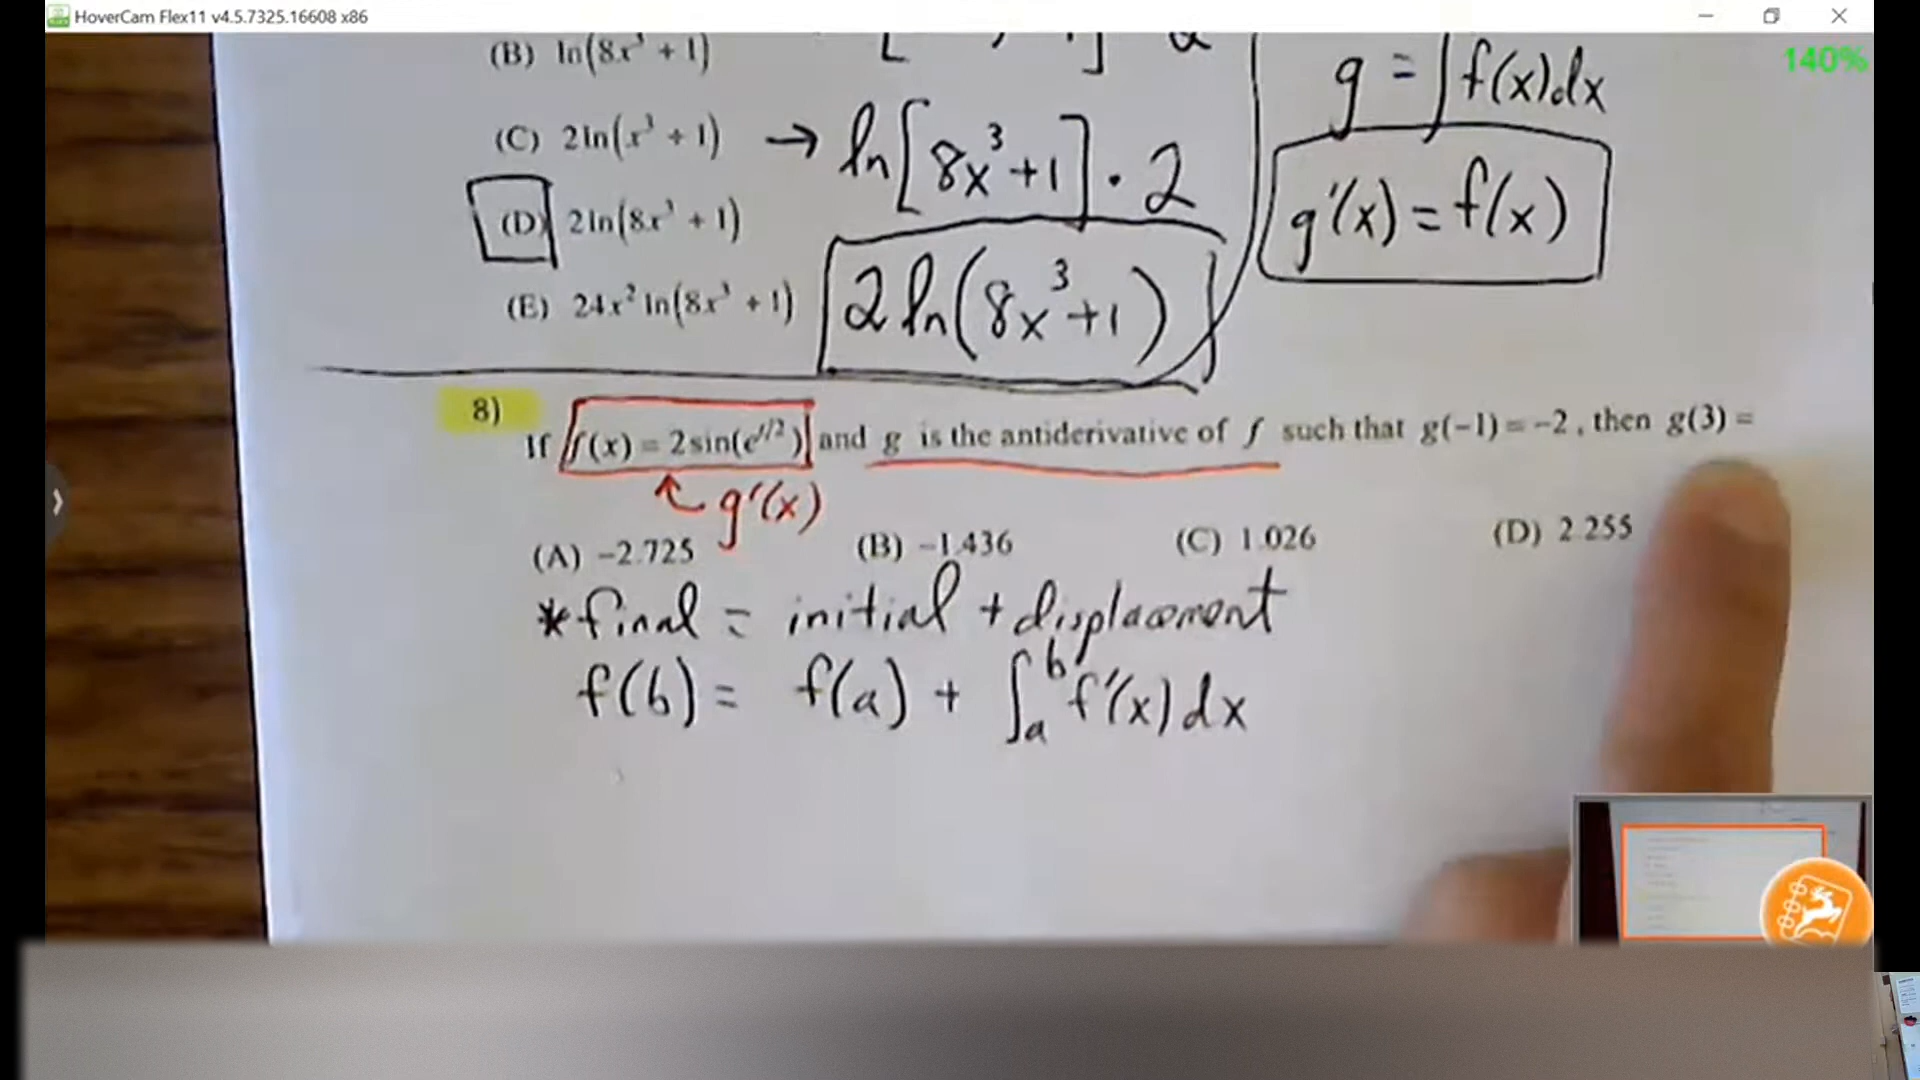 HoverCam Flex11 v4.5.7325.16608 x86
140%
(B) ln(8x³ + 1)
(C) 2ln(x³ + 1) → ln[8x³+1] · 2
(D) 2ln(8x³ + 1)
(E) 24x² ln(8x³ + 1) 2ln(8x³+1)
g = ∫f(x)dx
g'(x) = f(x)
8)
If f(x) = 2sin(e^(x/2)) and g is the antiderivative of f such that g(−1) = −2, then g(3) =
↖ g'(x)
(A) −2.725 (B) −1.436 (C) 1.026 (D) 2.255
*final = initial + displacement
f(b) = f(a) + ∫ₐᵇ f'(x)dx